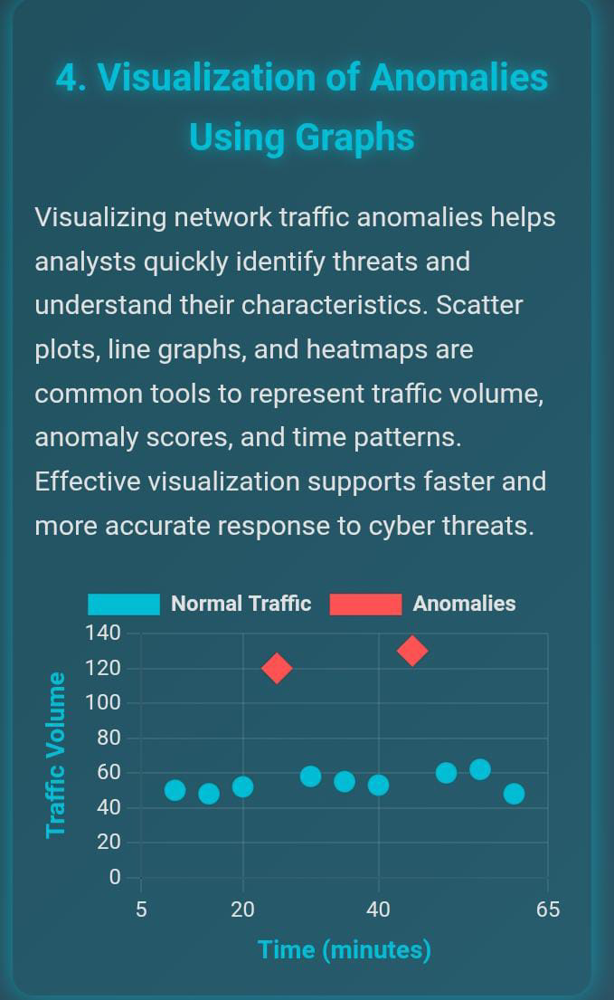 4. Visualization of Anomalies
Using Graphs
Visualizing network traffic anomalies helps
analysts quickly identify threats and
understand their characteristics. Scatter
plots, line graphs, and heatmaps are
common tools to represent traffic volume,
anomaly scores, and time patterns.
Effective visualization supports faster and
more accurate response to cyber threats.
Normal Traffic Anomalies
Traffic Volume
140
120
100
80
60
40
20
0
5 20 40 65
Time (minutes)